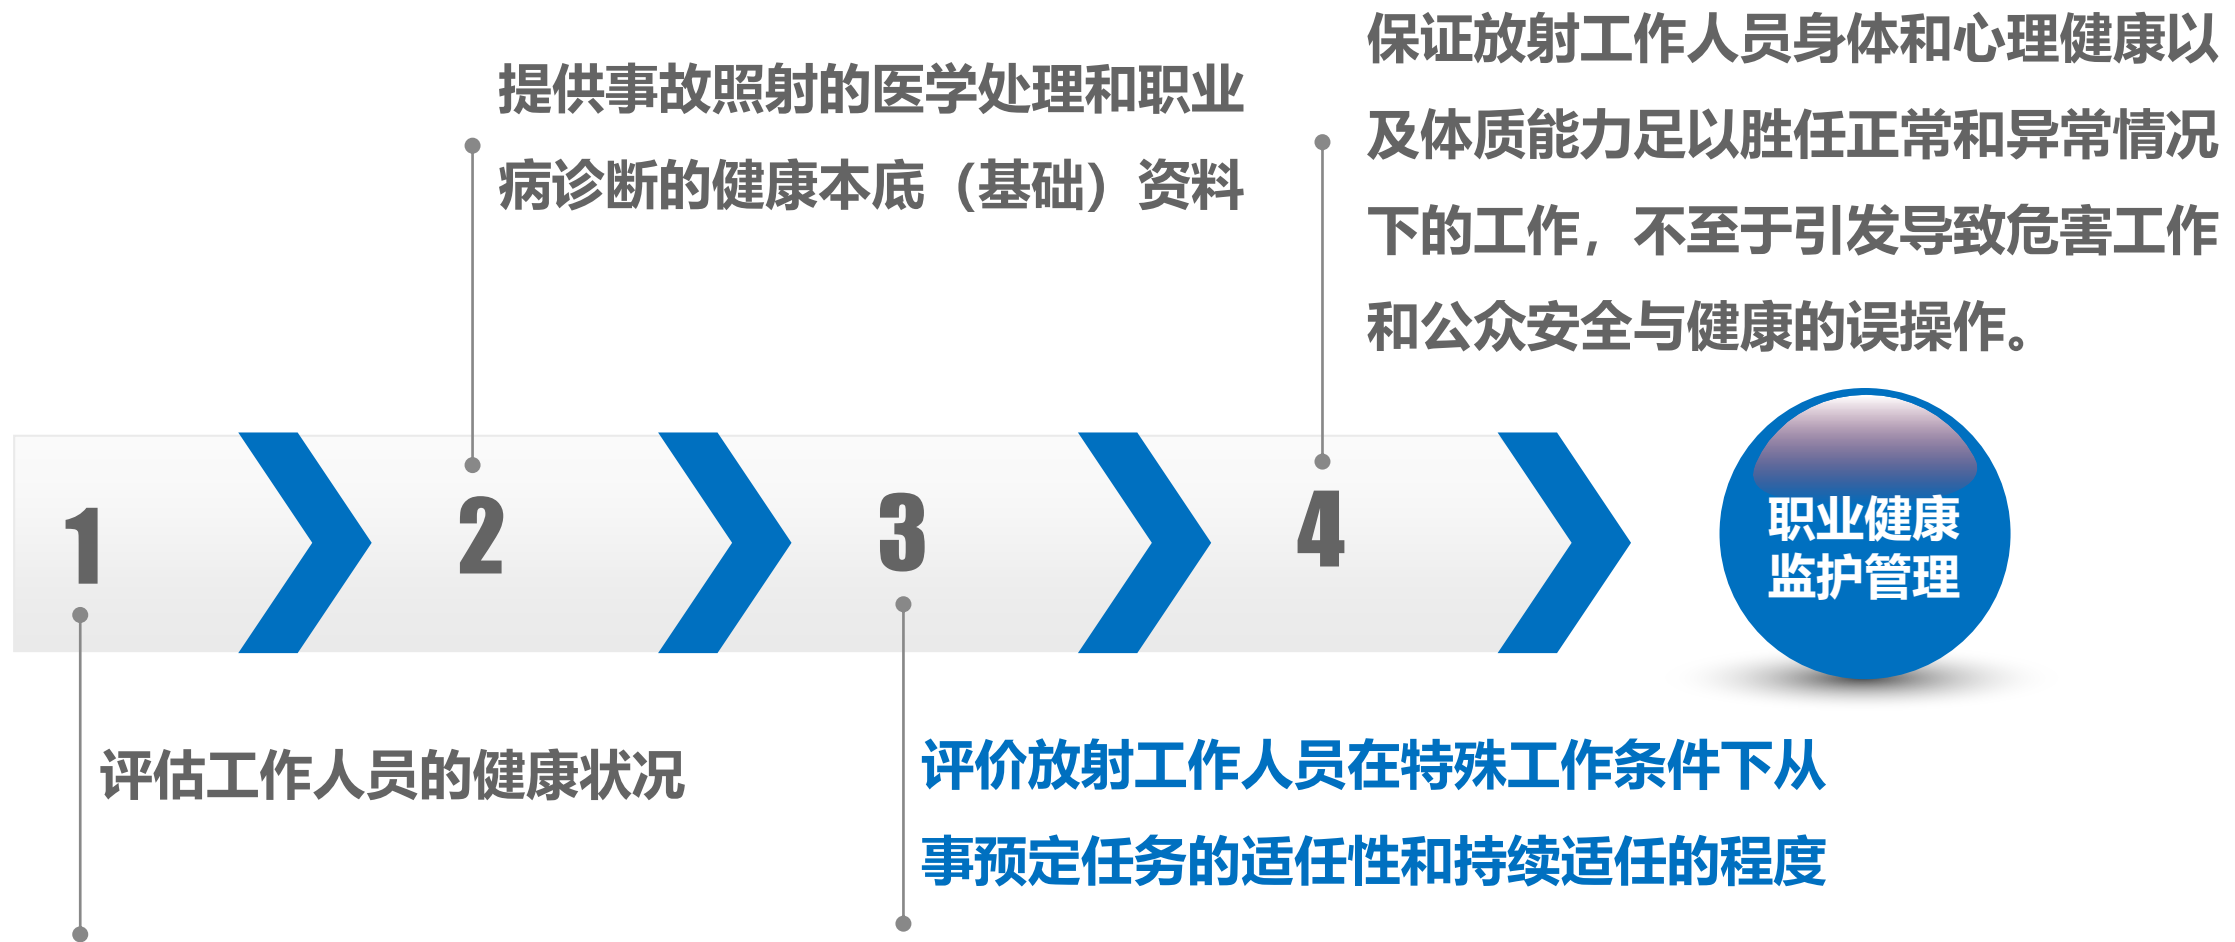 1
评估工作人员的健康状况
2
提供事故照射的医学处理和职业
病诊断的健康本底（基础）资料
3
评价放射工作人员在特殊工作条件下从
事预定任务的适任性和持续适任的程度
4
保证放射工作人员身体和心理健康以
及体质能力足以胜任正常和异常情况
下的工作，不至于引发导致危害工作
和公众安全与健康的误操作。
职业健康
监护管理